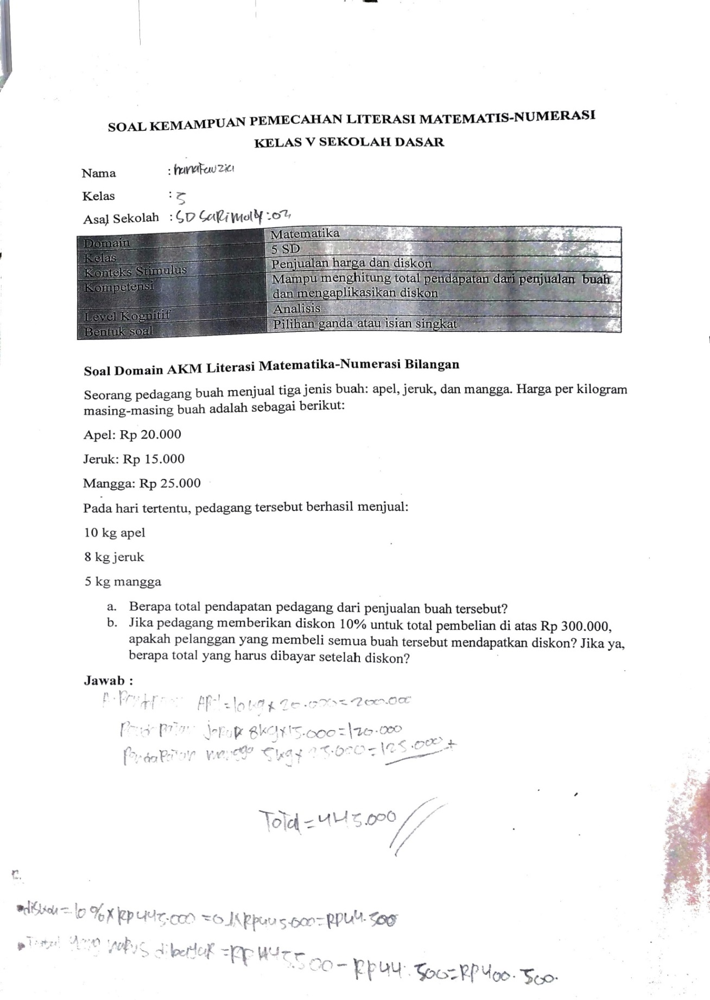 SOAL KEMAMPUAN PEMECAHAN LITERASI MATEMATIS-NUMERASI
KELAS V SEKOLAH DASAR
Nama : hanaFauzia
Kelas : 5
Asal Sekolah : SD SaRiMuly:02
Domain Matematika
Kelas 5 SD
Konteks Stimulus Penjualan harga dan diskon
Kompetensi Mampu menghitung total pendapatan dari penjualan buah
dan mengaplikasikan diskon
Level Kognitif Analisis
Bentuk soal Pilihan ganda atau isian singkat
Soal Domain AKM Literasi Matematika-Numerasi Bilangan
Seorang pedagang buah menjual tiga jenis buah: apel, jeruk, dan mangga. Harga per kilogram
masing-masing buah adalah sebagai berikut:
Apel: Rp 20.000
Jeruk: Rp 15.000
Mangga: Rp 25.000
Pada hari tertentu, pedagang tersebut berhasil menjual:
10 kg apel
8 kg jeruk
5 kg mangga
a. Berapa total pendapatan pedagang dari penjualan buah tersebut?
b. Jika pedagang memberikan diskon 10% untuk total pembelian di atas Rp 300.000,
apakah pelanggan yang membeli semua buah tersebut mendapatkan diskon? Jika ya,
berapa total yang harus dibayar setelah diskon?
Jawab :
A. = 10 kg x 20.000 = 200.000
jeruk 8kg x 15.000 = 120.000
PendaPatan mangga 5kg x 25.000 = 125.000 +
ToTal = 445.000
diskon = 10 % x RP 445.000 = 0,1 x RP 445.000 = RP 44.500
Total yang harus dibayar = RP 445.500 - RP 44.500 = RP 400.500.